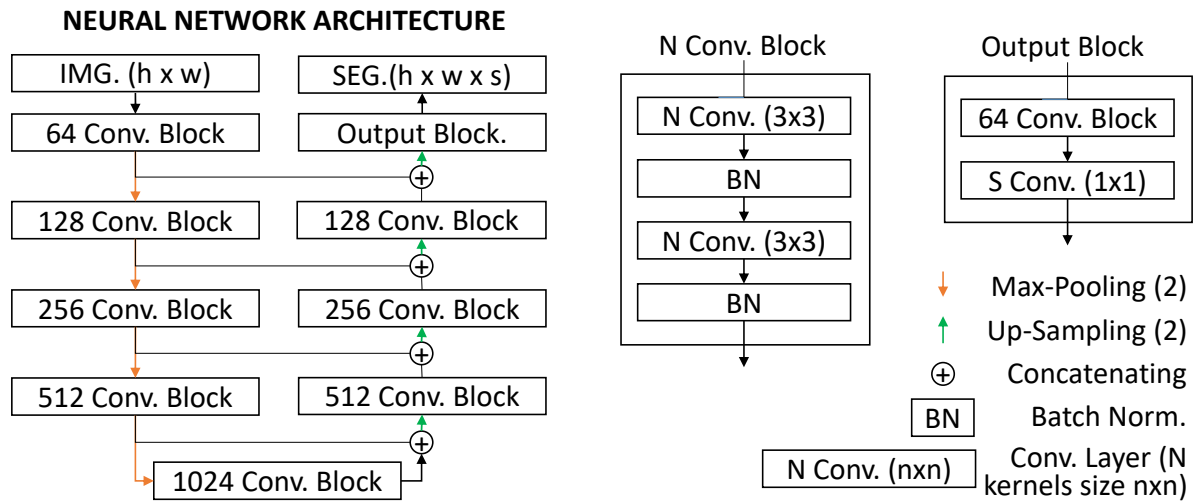 NEURAL NETWORK ARCHITECTURE
IMG. (h x w)
64 Conv. Block
128 Conv. Block
256 Conv. Block
512 Conv. Block
1024 Conv. Block
SEG.(h x w x s)
Output Block.
+
128 Conv. Block
+
256 Conv. Block
+
512 Conv. Block
+
N Conv. Block
N Conv. (3x3)
BN
N Conv. (3x3)
BN
Output Block
64 Conv. Block
S Conv. (1x1)
Max-Pooling (2)
Up-Sampling (2)
+ Concatenating
BN Batch Norm.
N Conv. (nxn)
Conv. Layer (N
kernels size nxn)